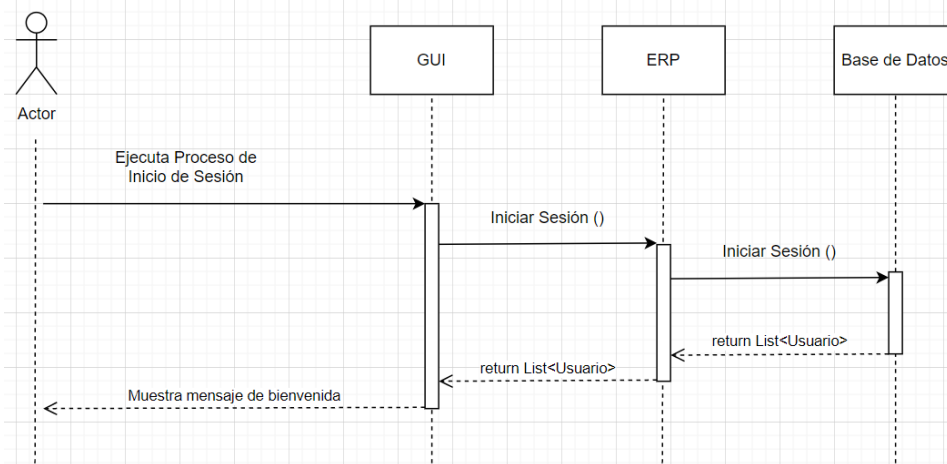 GUI
ERP
Base de Datos
Actor
Ejecuta Proceso de
Inicio de Sesión
Iniciar Sesión ()
Iniciar Sesión ()
return List<Usuario>
return List<Usuario>
Muestra mensaje de bienvenida